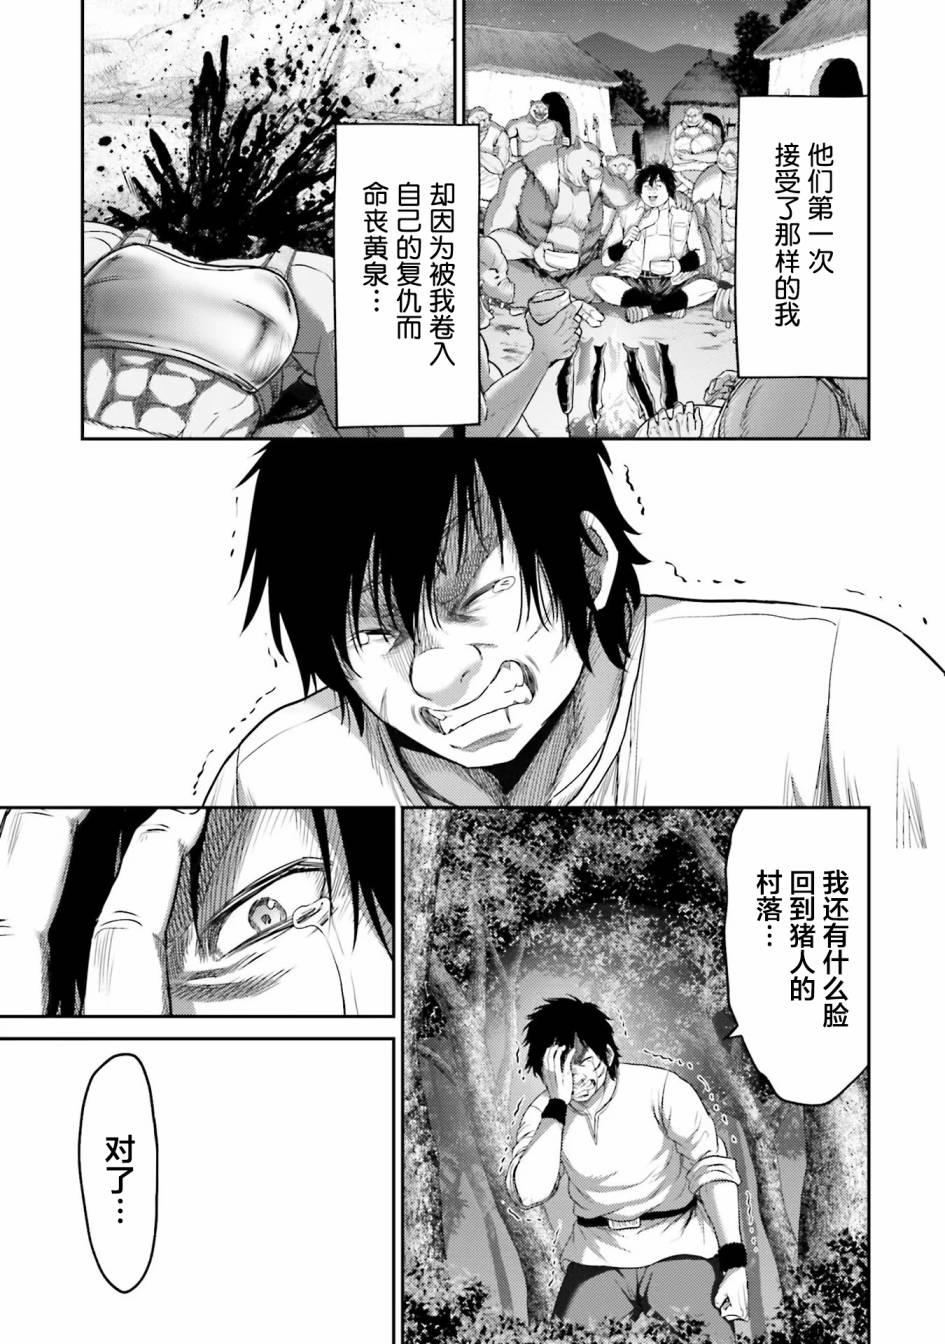 他们第一次
接受了那样的我
却因为被我卷入
自己的复仇而
命丧黄泉…
我还有什么脸
回到猪人的
村落…
对了…